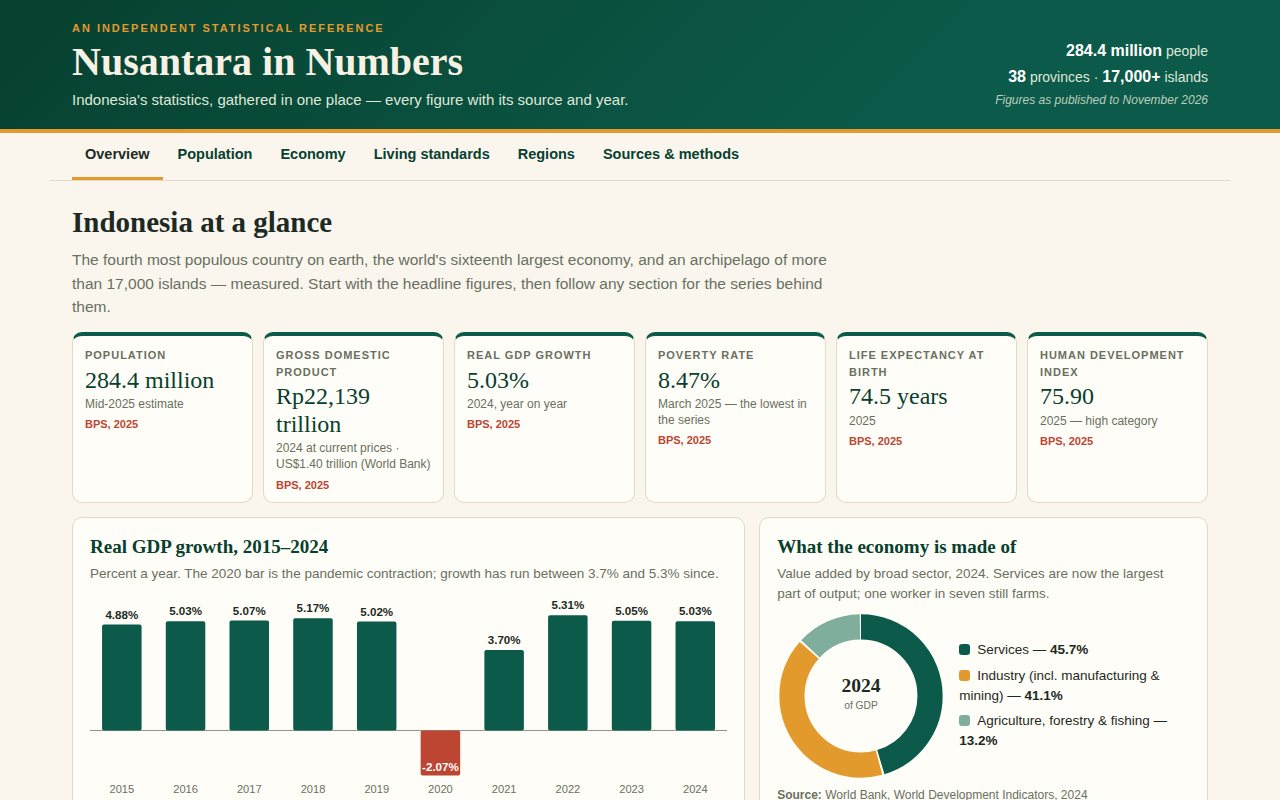 AN INDEPENDENT STATISTICAL REFERENCE
Nusantara in Numbers
Indonesia's statistics, gathered in one place — every figure with its source and year.
284.4 million people
38 provinces · 17,000+ islands
Figures as published to November 2026
Overview
Population
Economy
Living standards
Regions
Sources & methods
Indonesia at a glance
The fourth most populous country on earth, the world's sixteenth largest economy, and an archipelago of more
than 17,000 islands — measured. Start with the headline figures, then follow any section for the series behind
them.
POPULATION
284.4 million
Mid-2025 estimate
BPS, 2025
GROSS DOMESTIC
PRODUCT
Rp22,139
trillion
2024 at current prices ·
US$1.40 trillion (World Bank)
BPS, 2025
REAL GDP GROWTH
5.03%
2024, year on year
BPS, 2025
POVERTY RATE
8.47%
March 2025 — the lowest in
the series
BPS, 2025
LIFE EXPECTANCY AT
BIRTH
74.5 years
2025
BPS, 2025
HUMAN DEVELOPMENT
INDEX
75.90
2025 — high category
BPS, 2025
Real GDP growth, 2015–2024
Percent a year. The 2020 bar is the pandemic contraction; growth has run between 3.7% and 5.3% since.
4.88%
5.03%
5.07%
5.17%
5.02%
-2.07%
3.70%
5.31%
5.05%
5.03%
2015
2016
2017
2018
2019
2020
2021
2022
2023
2024
What the economy is made of
Value added by broad sector, 2024. Services are now the largest
part of output; one worker in seven still farms.
2024
of GDP
Services — 45.7%
Industry (incl. manufacturing &
mining) — 41.1%
Agriculture, forestry & fishing —
13.2%
Source: World Bank, World Development Indicators, 2024